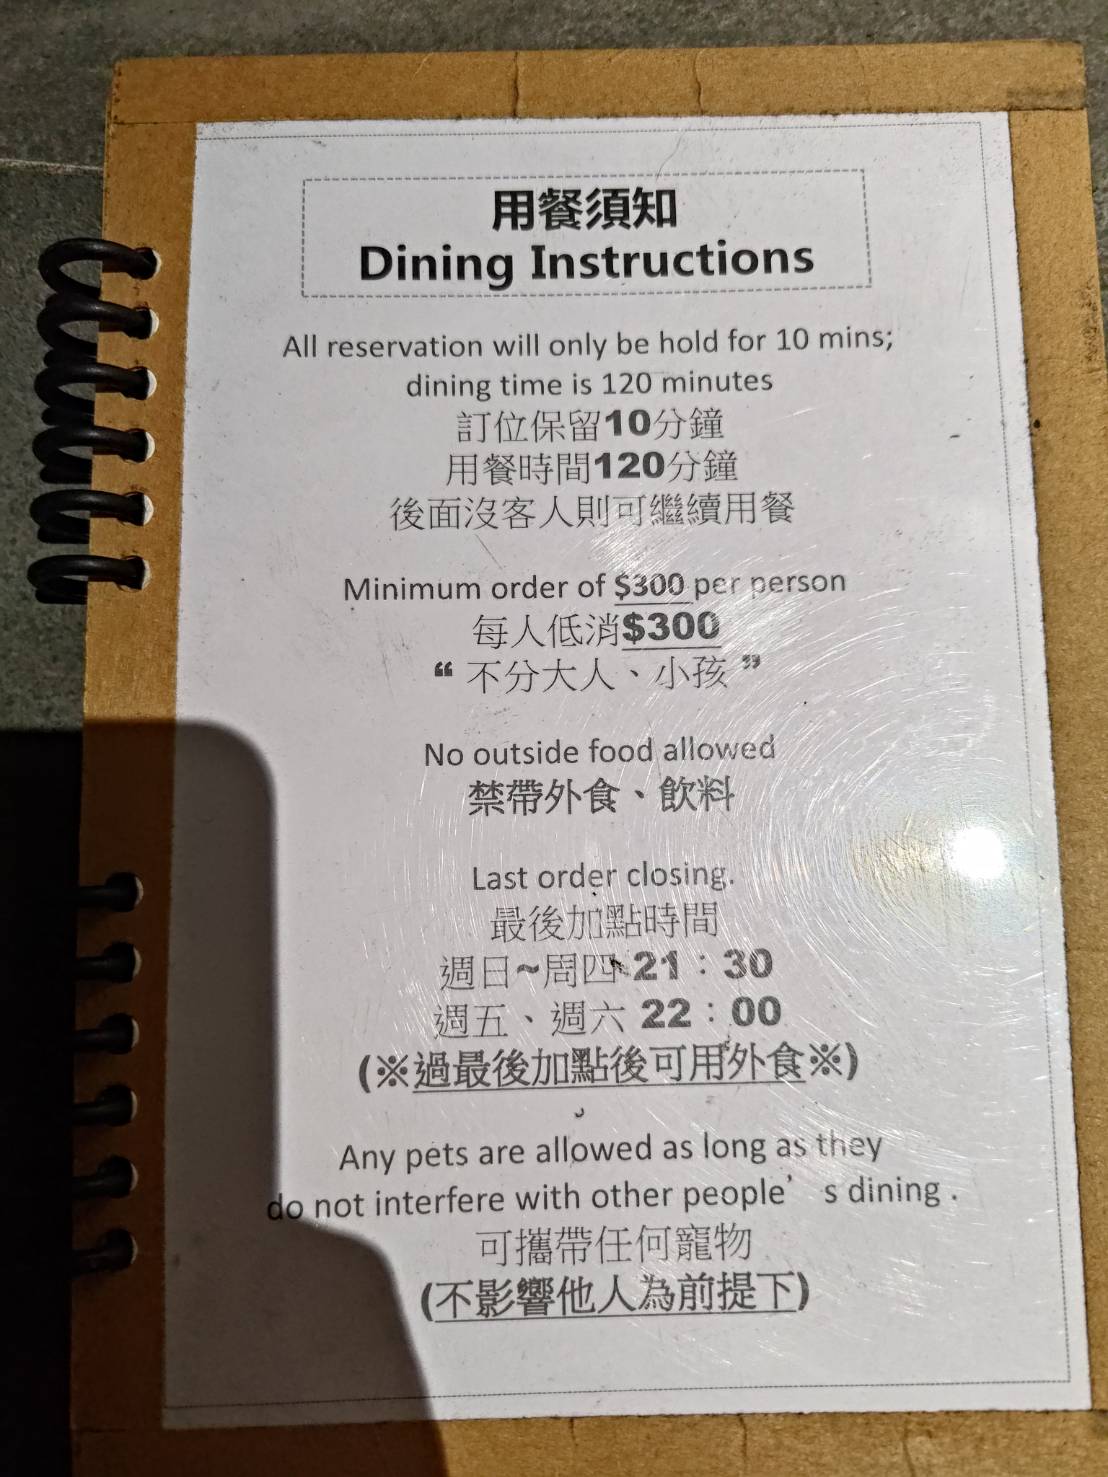 用餐須知
Dining Instructions
All reservation will only be hold for 10 mins;
dining time is 120 minutes
訂位保留10分鐘
用餐時間120分鐘
後面沒客人則可繼續用餐
Minimum order of $300 per person
每人低消$300
“ 不分大人、小孩 ”
No outside food allowed
禁帶外食、飲料
Last order closing.
最後加點時間
週日~周四 21：30
週五、週六 22：00
(※過最後加點後可用外食※)
Any pets are allowed as long as they
do not interfere with other people’ s dining .
可攜帶任何寵物
(不影響他人為前提下)